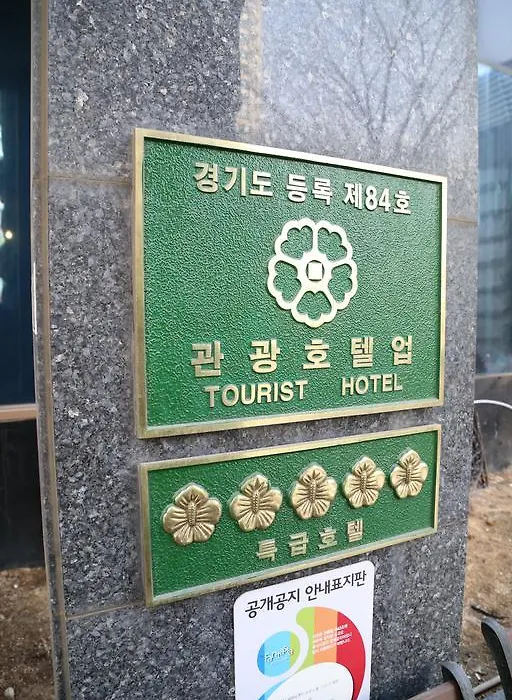 경기도 등록 제84호
관광호텔업
TOURIST HOTEL
특급호텔
공개공지 안내표지판